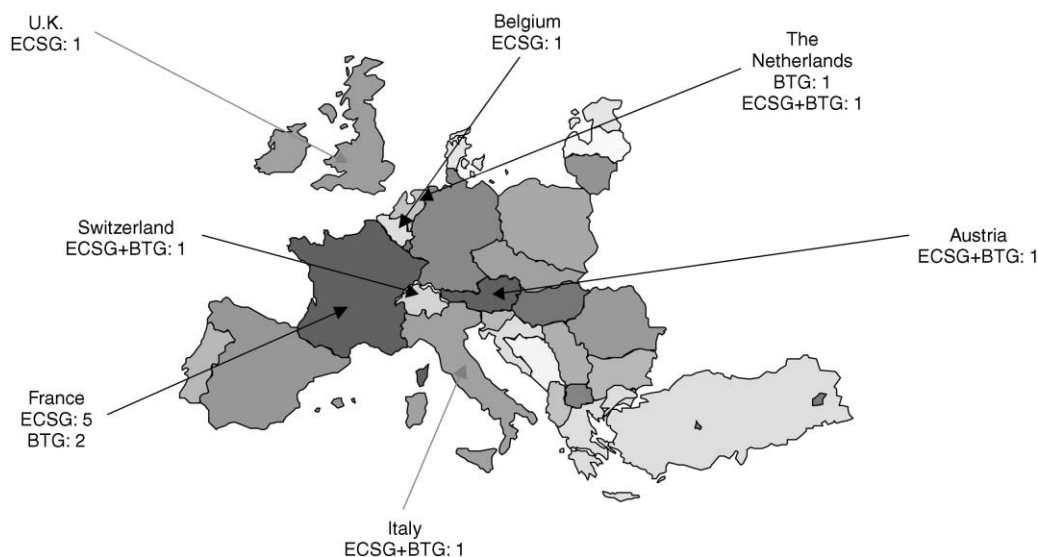 U.K.
ECSG: 1
Belgium
ECSG: 1
The
Netherlands
BTG: 1
ECSG+BTG: 1
Switzerland
ECSG+BTG: 1
Austria
ECSG+BTG: 1
France
ECSG: 5
BTG: 2
Italy
ECSG+BTG: 1